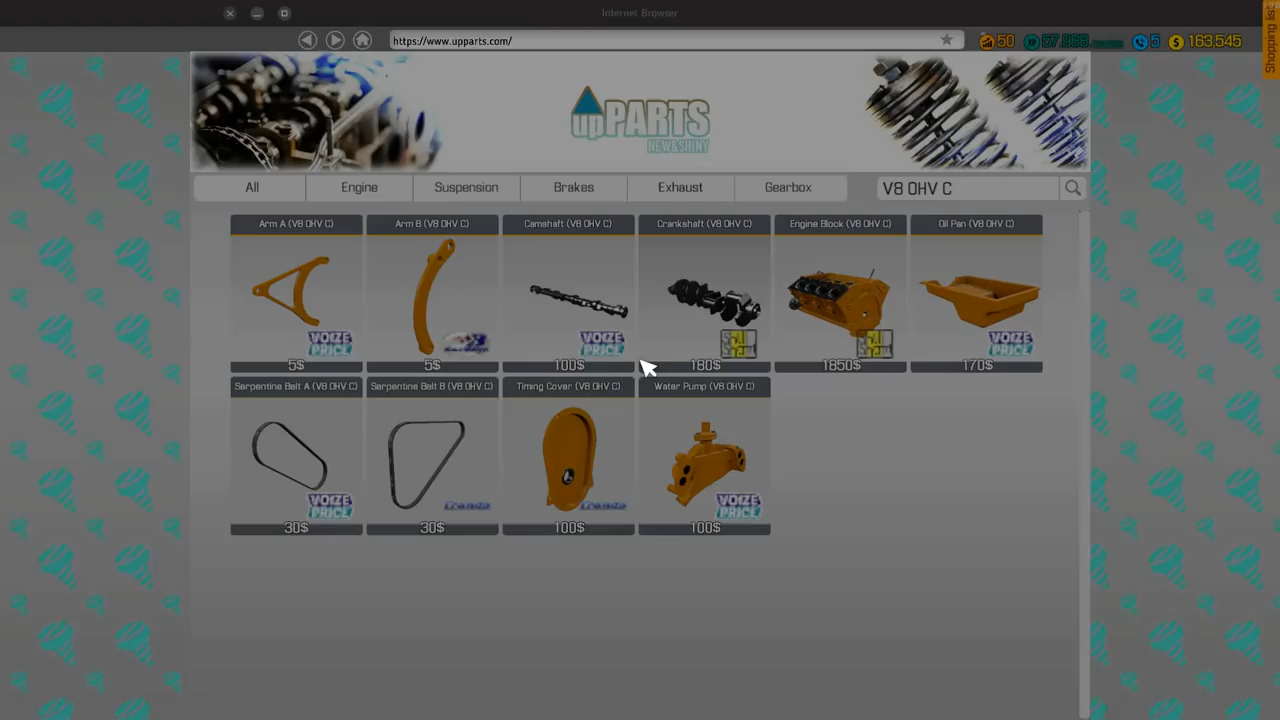 Internet Browser
https://www.upparts.com/
50
5
163,545
Shopping list
upPARTS
NEW&SHINY
All
Engine
Suspension
Brakes
Exhaust
Gearbox
V8 OHV C
Arm A (V8 OHV C)
Arm B (V8 OHV C)
Camshaft (V8 OHV C)
Crankshaft (V8 OHV C)
Engine Block (V8 OHV C)
Oil Pan (V8 OHV C)
VOIZE PRICE
VOIZE PRICE
VOIZE PRICE
5$
5$
100$
180$
1850$
170$
Serpentine Belt A (V8 OHV C)
Serpentine Belt B (V8 OHV C)
Timing Cover (V8 OHV C)
Water Pump (V8 OHV C)
VOIZE PRICE
VOIZE PRICE
30$
30$
100$
100$